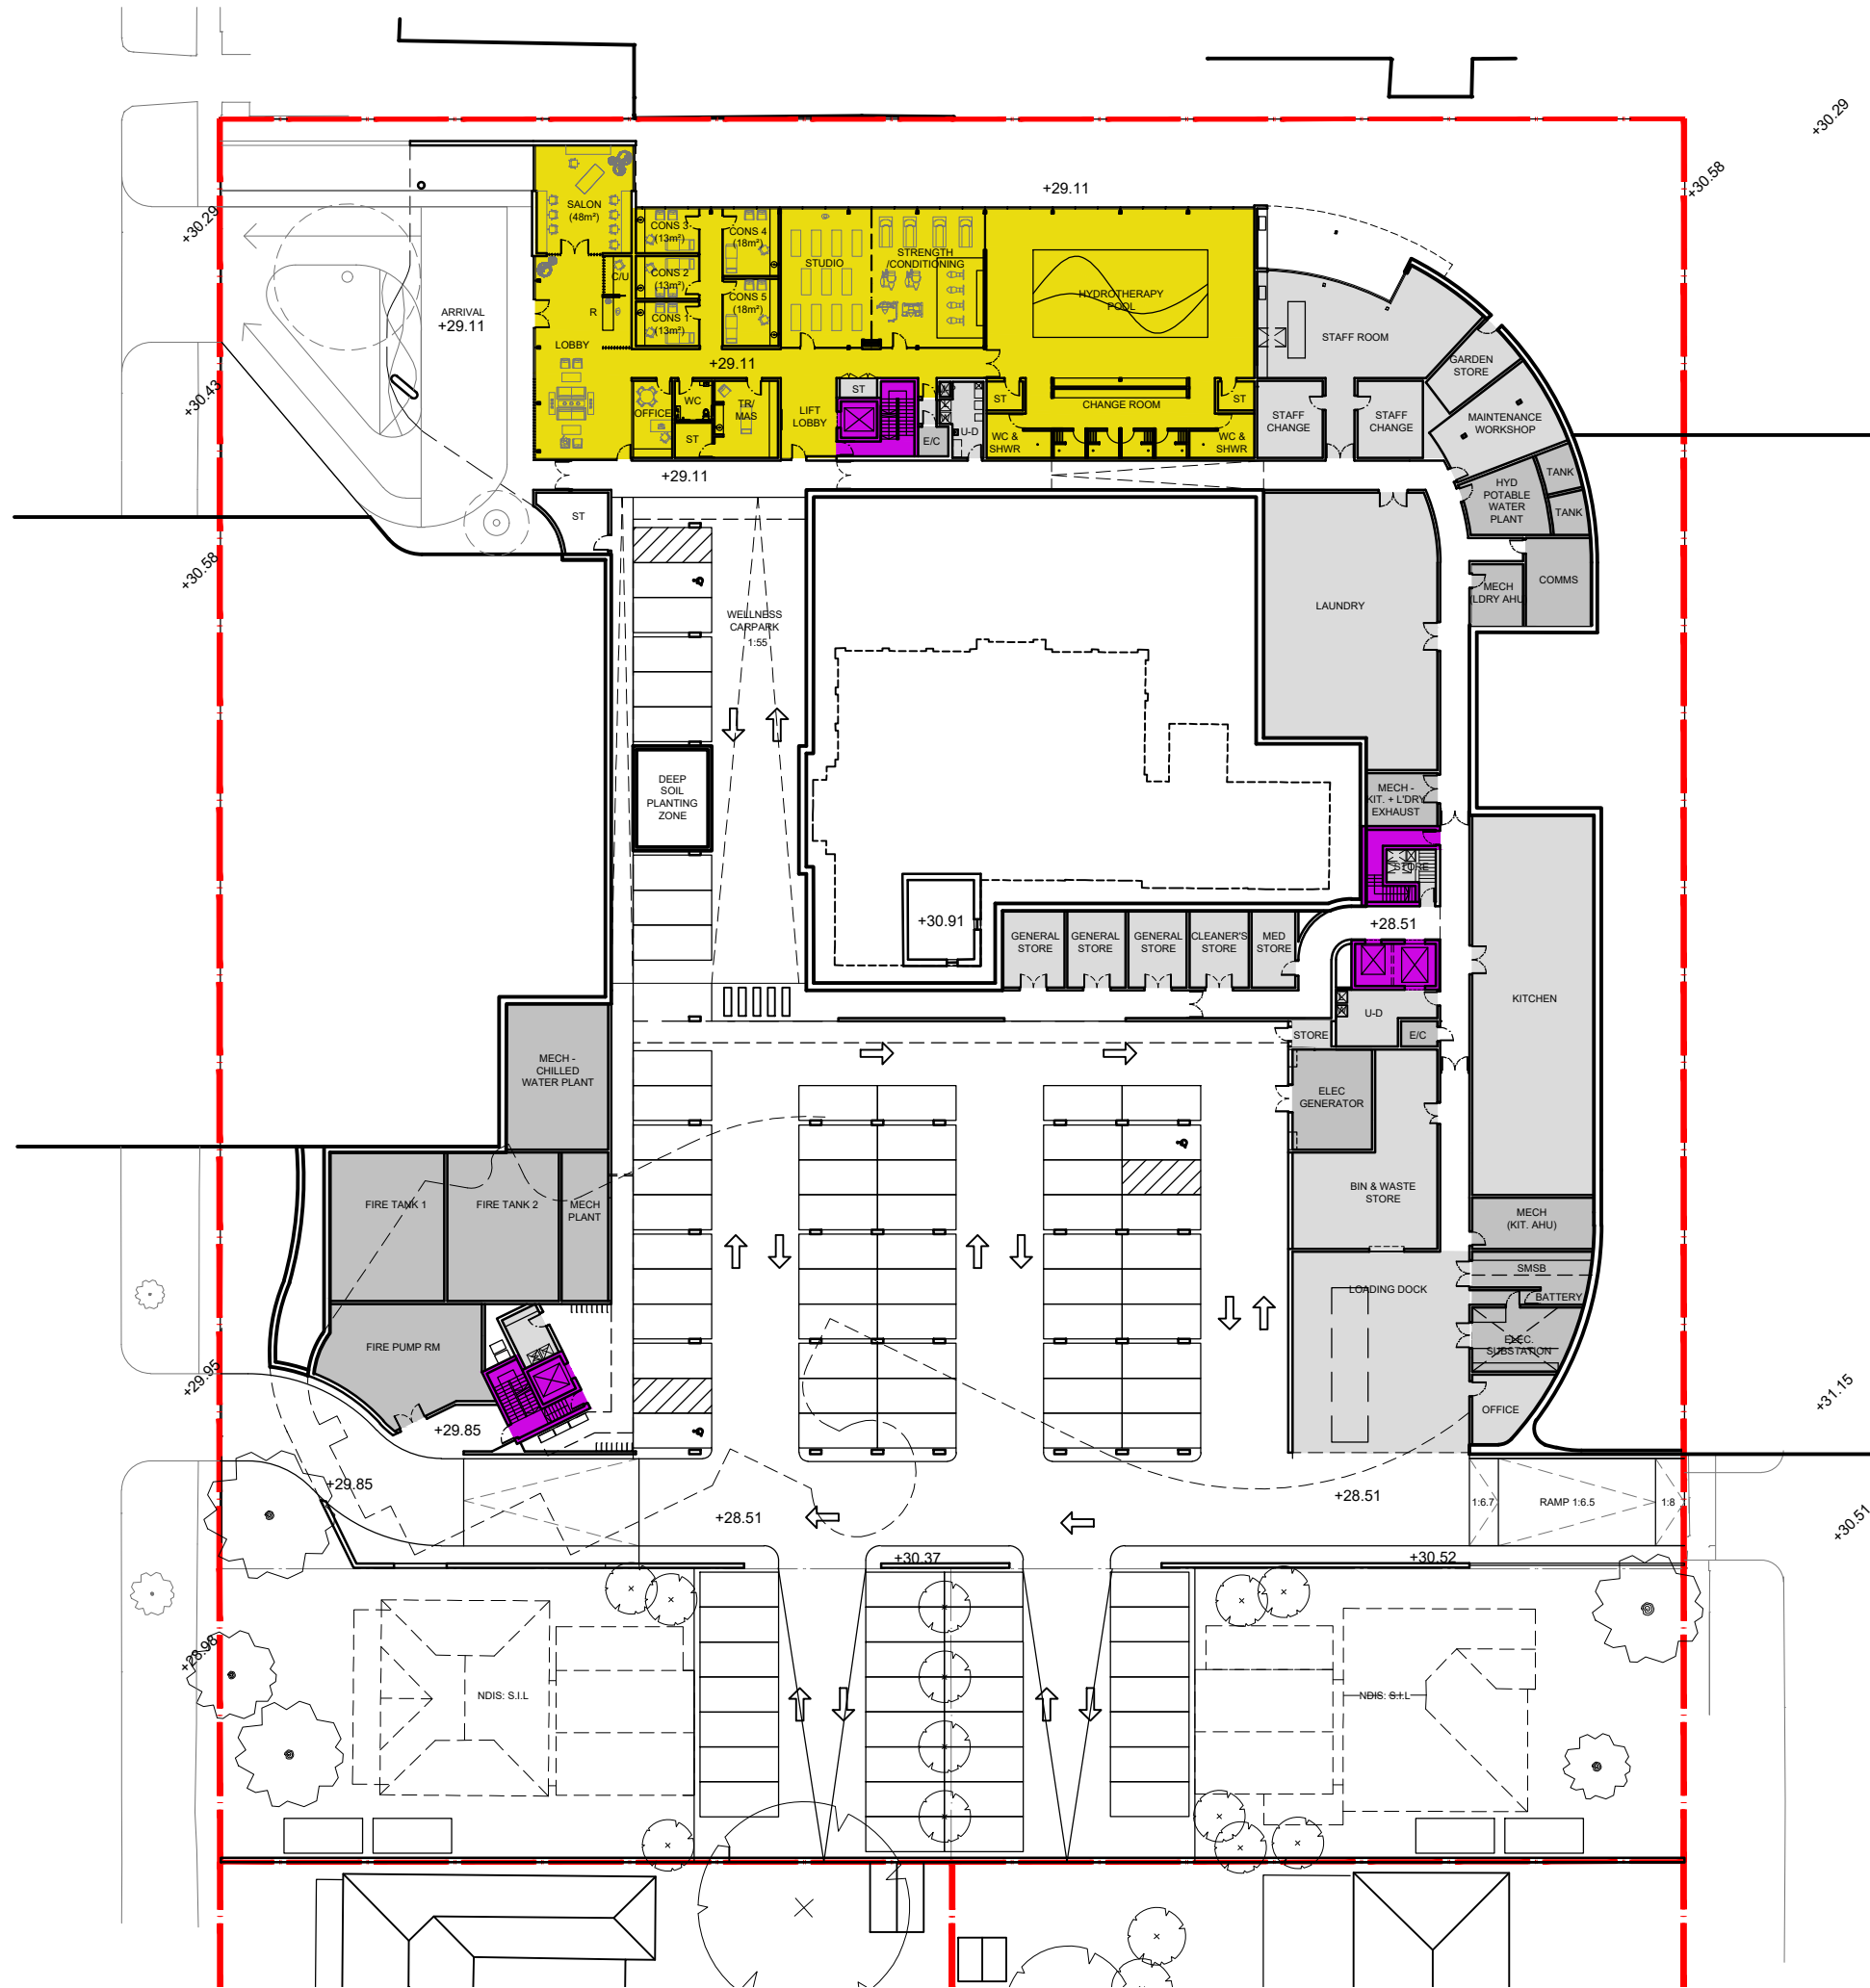 +30.29
+30.58
+29.11
+30.29
SALON
(48m²)
CONS 3
(13m²)
CONS 4
(18m²)
STUDIO
STRENGTH
/CONDITIONING
C/U
CONS 2
(13m²)
CONS 5
(18m²)
HYDROTHERAPY
POOL
ARRIVAL
+29.11
R
CONS 1
(13m²)
LOBBY
STAFF ROOM
+29.11
GARDEN
STORE
+30.43
OFFICE
WC
TR/
MAS
LIFT
LOBBY
ST
ST
CHANGE ROOM
ST
STAFF
CHANGE
STAFF
CHANGE
MAINTENANCE
WORKSHOP
ST
E/C
U-D
WC &
SHWR
WC &
SHWR
+29.11
TANK
HYD
POTABLE
WATER
PLANT
TANK
ST
+30.58
COMMS
MECH
(LDRY AHU
LAUNDRY
WELLNESS
CARPARK
1:55
DEEP
SOIL
PLANTING
ZONE
MECH -
KIT. + L'DRY
EXHAUST
STORE
+30.91
+28.51
GENERAL
STORE
GENERAL
STORE
GENERAL
STORE
CLEANER'S
STORE
MED
STORE
KITCHEN
U-D
STORE
E/C
MECH -
CHILLED
WATER PLANT
ELEC
GENERATOR
BIN & WASTE
STORE
FIRE TANK 1
FIRE TANK 2
MECH
PLANT
MECH
(KIT. AHU)
SMSB
LOADING DOCK
BATTERY
FIRE PUMP RM
ELEC.
SUBSTATION
+29.95
+31.15
OFFICE
+29.85
+29.85
+28.51
+28.51
1:6.7
RAMP 1:6.5
1:8
+30.51
+30.37
+30.52
+28.98
NDIS: S.I.L
NDIS: S.I.L